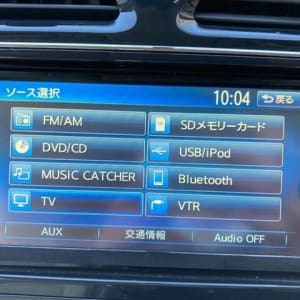 ソース選択
10:04
戻る
FM/AM
SDメモリーカード
DVD/CD
USB/iPod
MUSIC CATCHER
Bluetooth
TV
VTR
AUX
交通情報
Audio OFF